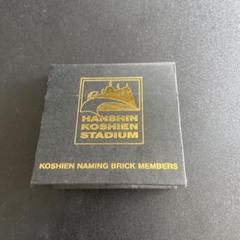 HANSHIN
KOSHIEN
STADIUM
KOSHIEN NAMING BRICK MEMBERS